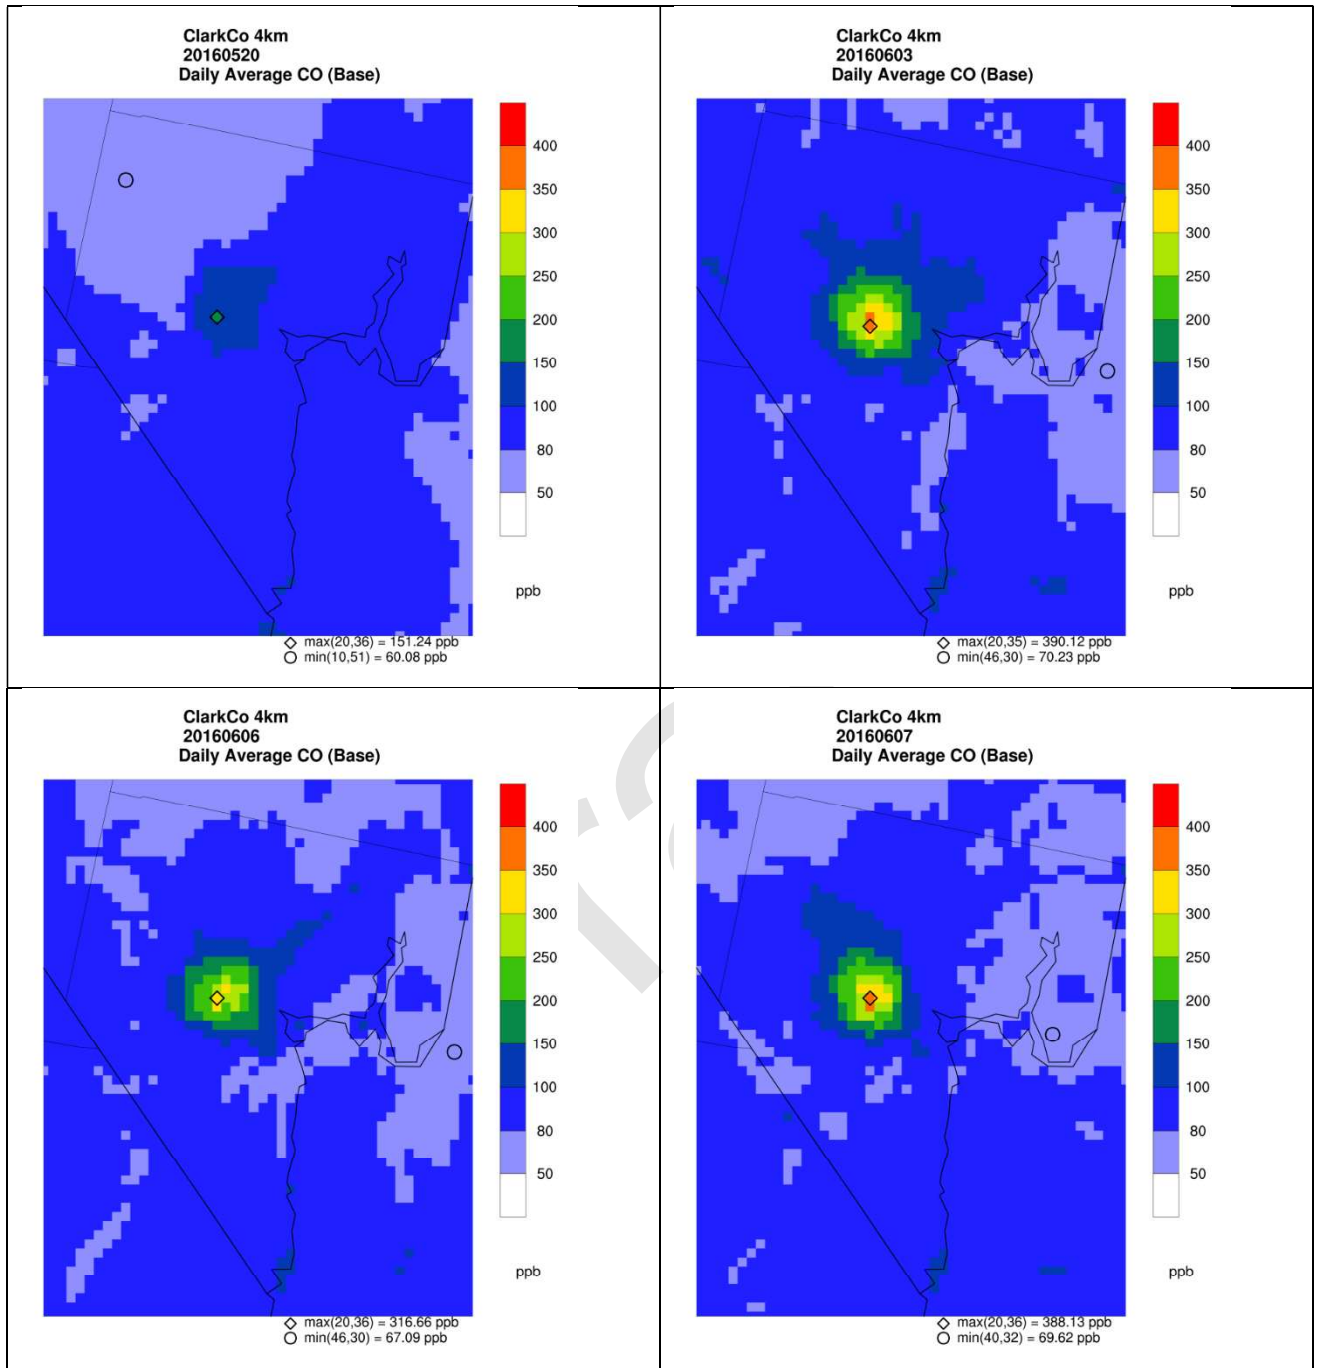 ClarkCo 4km
20160520
Daily Average CO (Base)
400
350
300
250
200
150
100
80
50
ppb
max(20,36) = 151.24 ppb
min(10,51) = 60.08 ppb
ClarkCo 4km
20160603
Daily Average CO (Base)
400
350
300
250
200
150
100
80
50
ppb
max(20,35) = 390.12 ppb
min(46,30) = 70.23 ppb
ClarkCo 4km
20160606
Daily Average CO (Base)
400
350
300
250
200
150
100
80
50
ppb
max(20,36) = 316.66 ppb
min(46,30) = 67.09 ppb
ClarkCo 4km
20160607
Daily Average CO (Base)
400
350
300
250
200
150
100
80
50
ppb
max(20,36) = 388.13 ppb
min(40,32) = 69.62 ppb